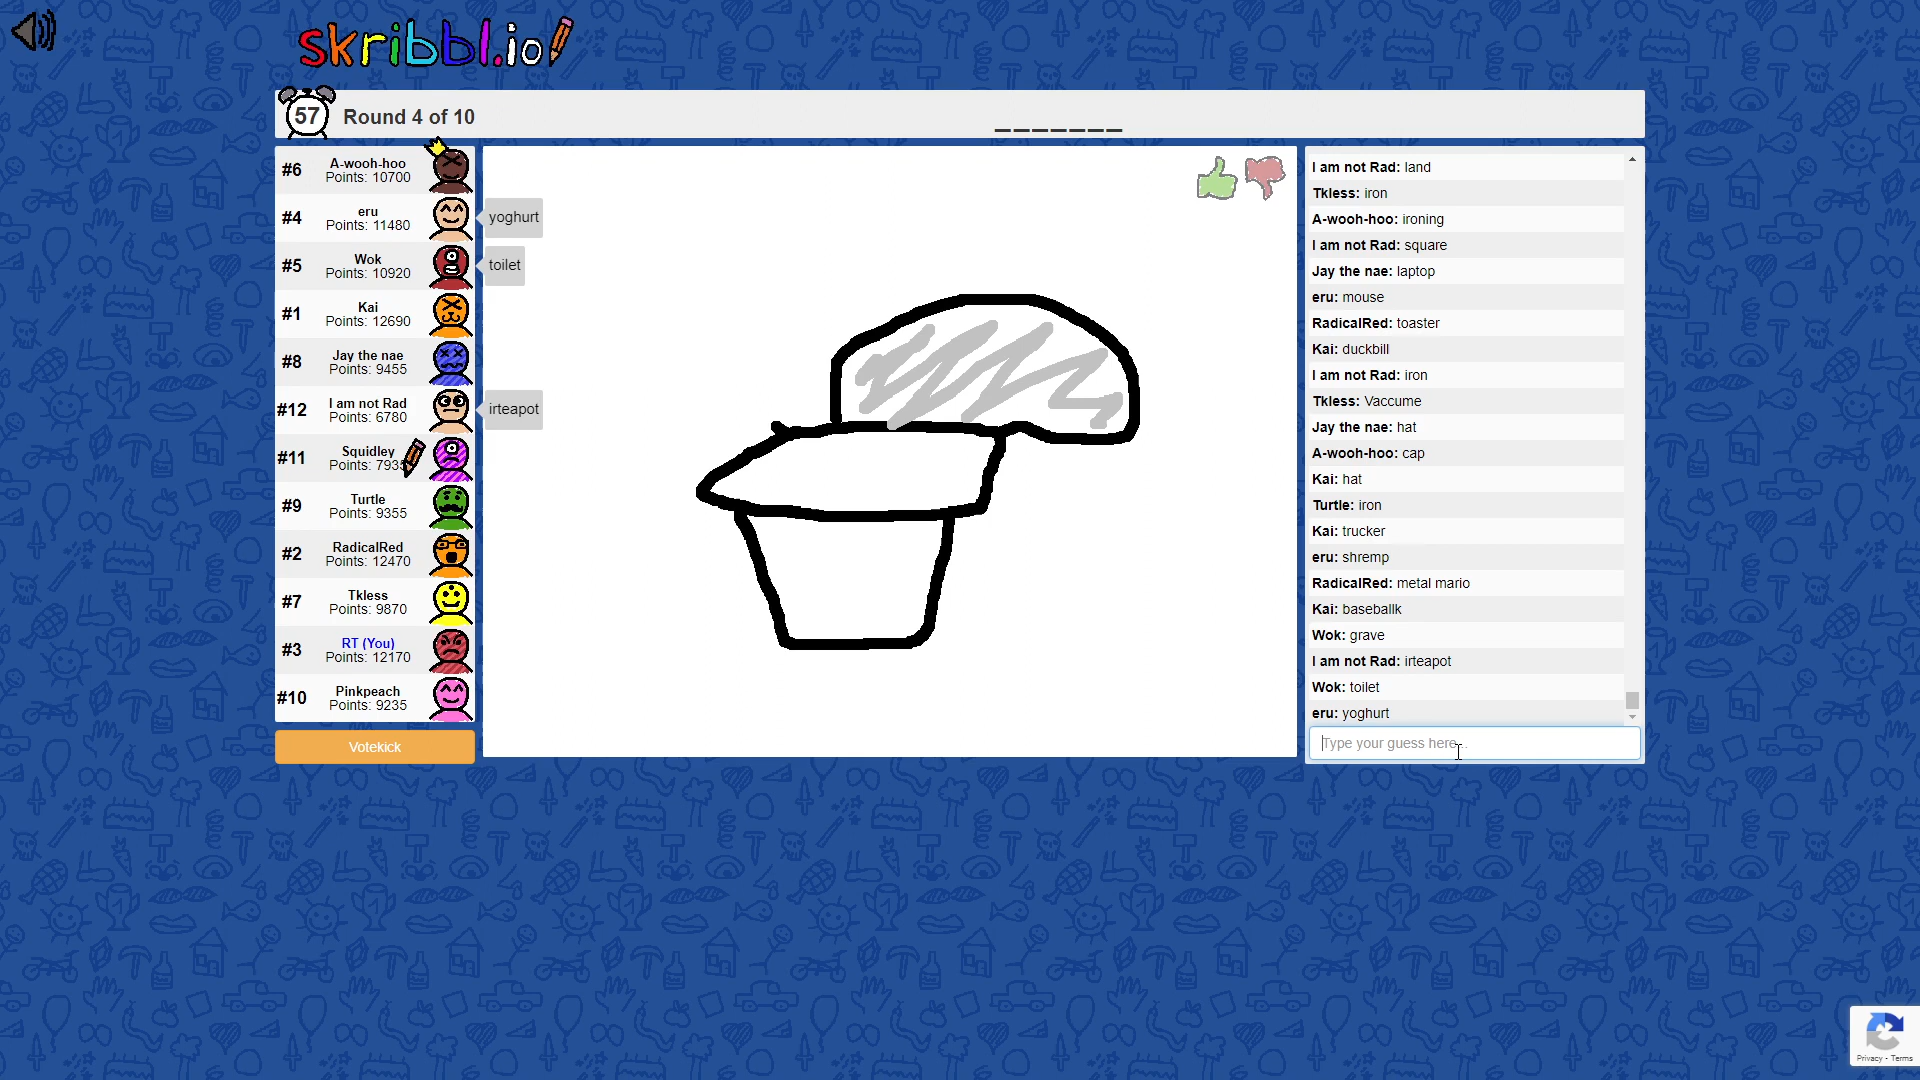 skribbl.io
57
Round 4 of 10
_______
#6
A-wooh-hoo
Points: 10700
#4
eru
Points: 11480
yoghurt
#5
Wok
Points: 10920
toilet
#1
Kai
Points: 12690
#8
Jay the nae
Points: 9455
#12
I am not Rad
Points: 6780
irteapot
#11
Squidley
Points: 7935
#9
Turtle
Points: 9355
#2
RadicalRed
Points: 12470
#7
Tkless
Points: 9870
#3
RT (You)
Points: 12170
#10
Pinkpeach
Points: 9235
Votekick
I am not Rad: land
Tkless: iron
A-wooh-hoo: ironing
I am not Rad: square
Jay the nae: laptop
eru: mouse
RadicalRed: toaster
Kai: duckbill
I am not Rad: iron
Tkless: Vaccume
Jay the nae: hat
A-wooh-hoo: cap
Kai: hat
Turtle: iron
Kai: trucker
eru: shremp
RadicalRed: metal mario
Kai: baseballk
Wok: grave
I am not Rad: irteapot
Wok: toilet
eru: yoghurt
Type your guess here...
Privacy - Terms